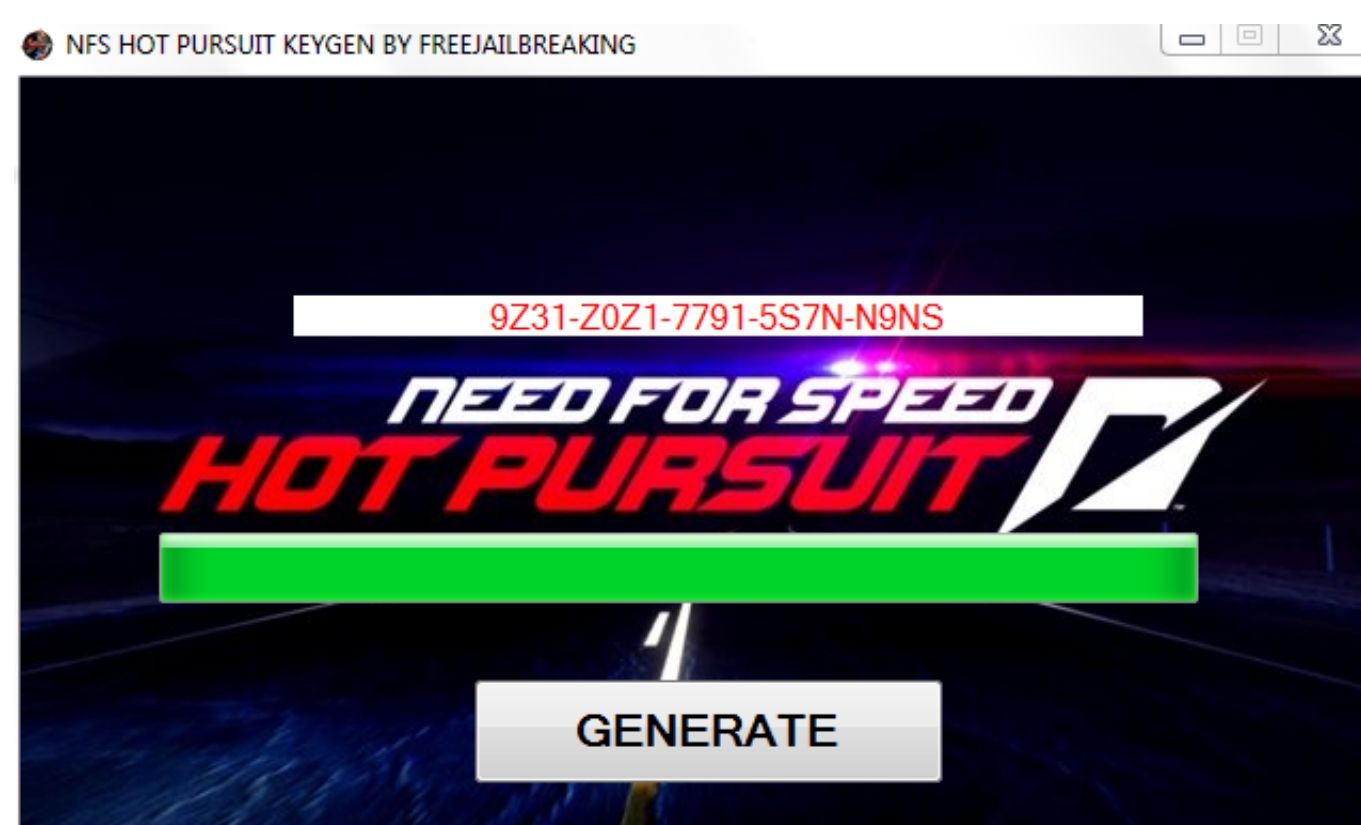 NFS HOT PURSUIT KEYGEN BY FREEJAILBREAKING
9Z31-Z0Z1-7791-5S7N-N9NS
NEED FOR SPEED
HOT PURSUIT
GENERATE